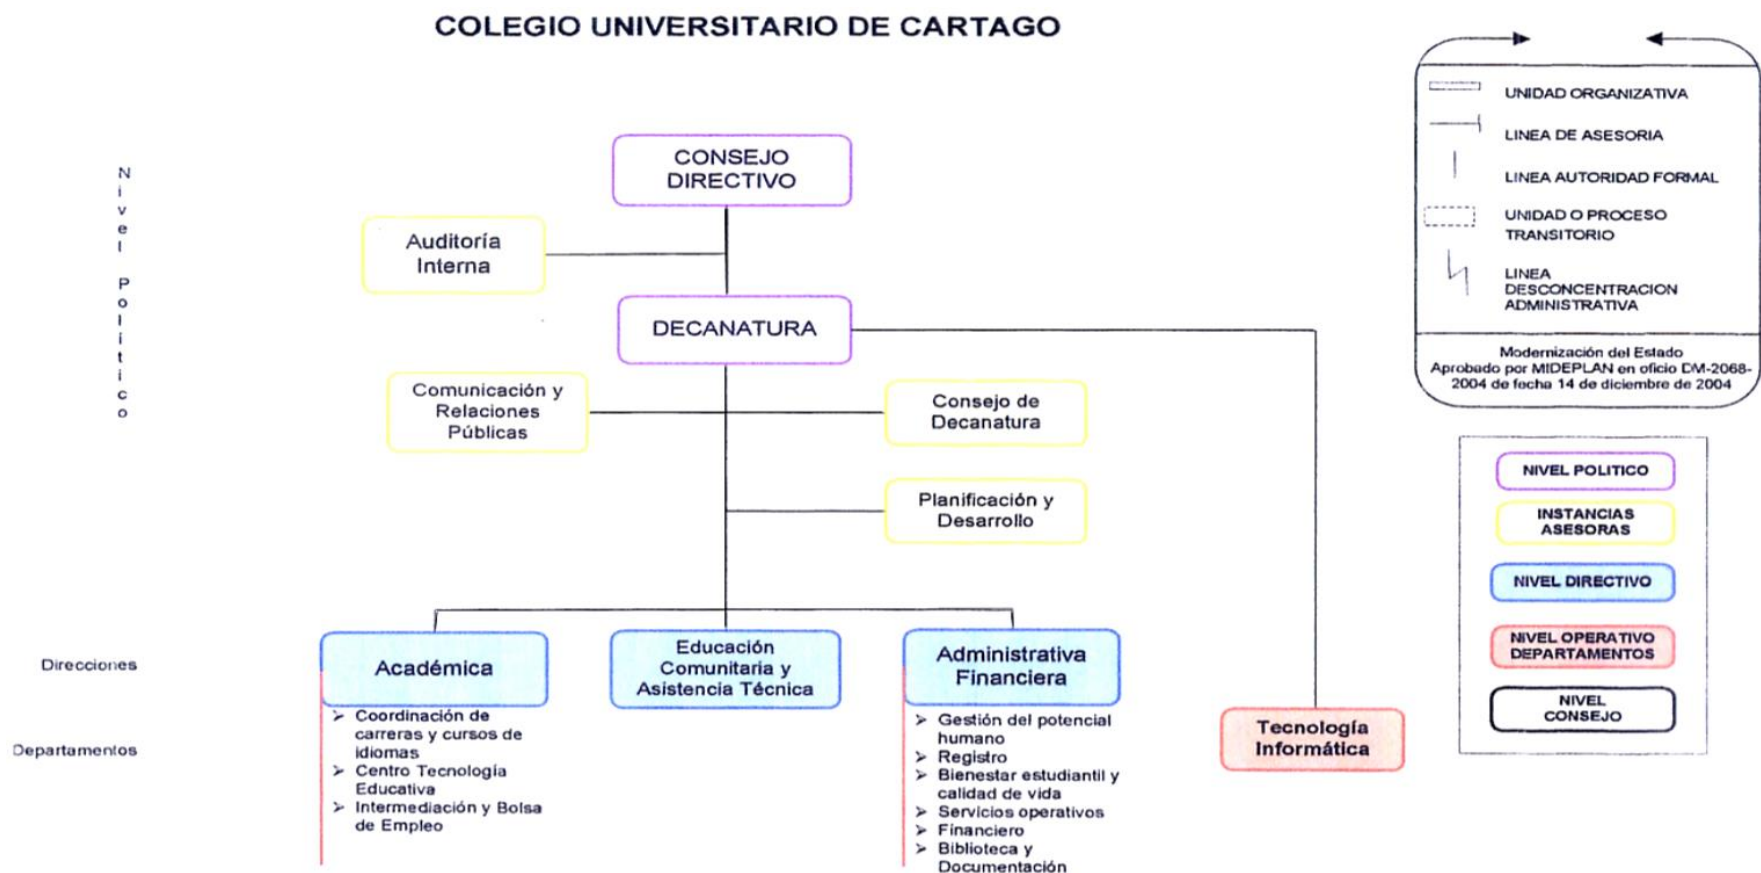 COLEGIO UNIVERSITARIO DE CARTAGO
Nivel Político
CONSEJO
DIRECTIVO
Auditoría
Interna
DECANATURA
Comunicación y
Relaciones
Públicas
Consejo de
Decanatura
Planificación y
Desarrollo
Direcciones
Académica
Educación
Comunitaria y
Asistencia Técnica
Administrativa
Financiera
Departamentos
➢ Coordinación de
carreras y cursos de
idiomas
➢ Centro Tecnología
Educativa
➢ Intermediación y Bolsa
de Empleo
➢ Gestión del potencial
humano
➢ Registro
➢ Bienestar estudiantil y
calidad de vida
➢ Servicios operativos
➢ Financiero
➢ Biblioteca y
Documentación
Tecnología
Informática
UNIDAD ORGANIZATIVA
LINEA DE ASESORIA
LINEA AUTORIDAD FORMAL
UNIDAD O PROCESO
TRANSITORIO
LINEA
DESCONCENTRACION
ADMINISTRATIVA
Modernización del Estado
Aprobado por MIDEPLAN en oficio DM-2068-
2004 de fecha 14 de diciembre de 2004
NIVEL POLITICO
INSTANCIAS
ASESORAS
NIVEL DIRECTIVO
NIVEL OPERATIVO
DEPARTAMENTOS
NIVEL
CONSEJO